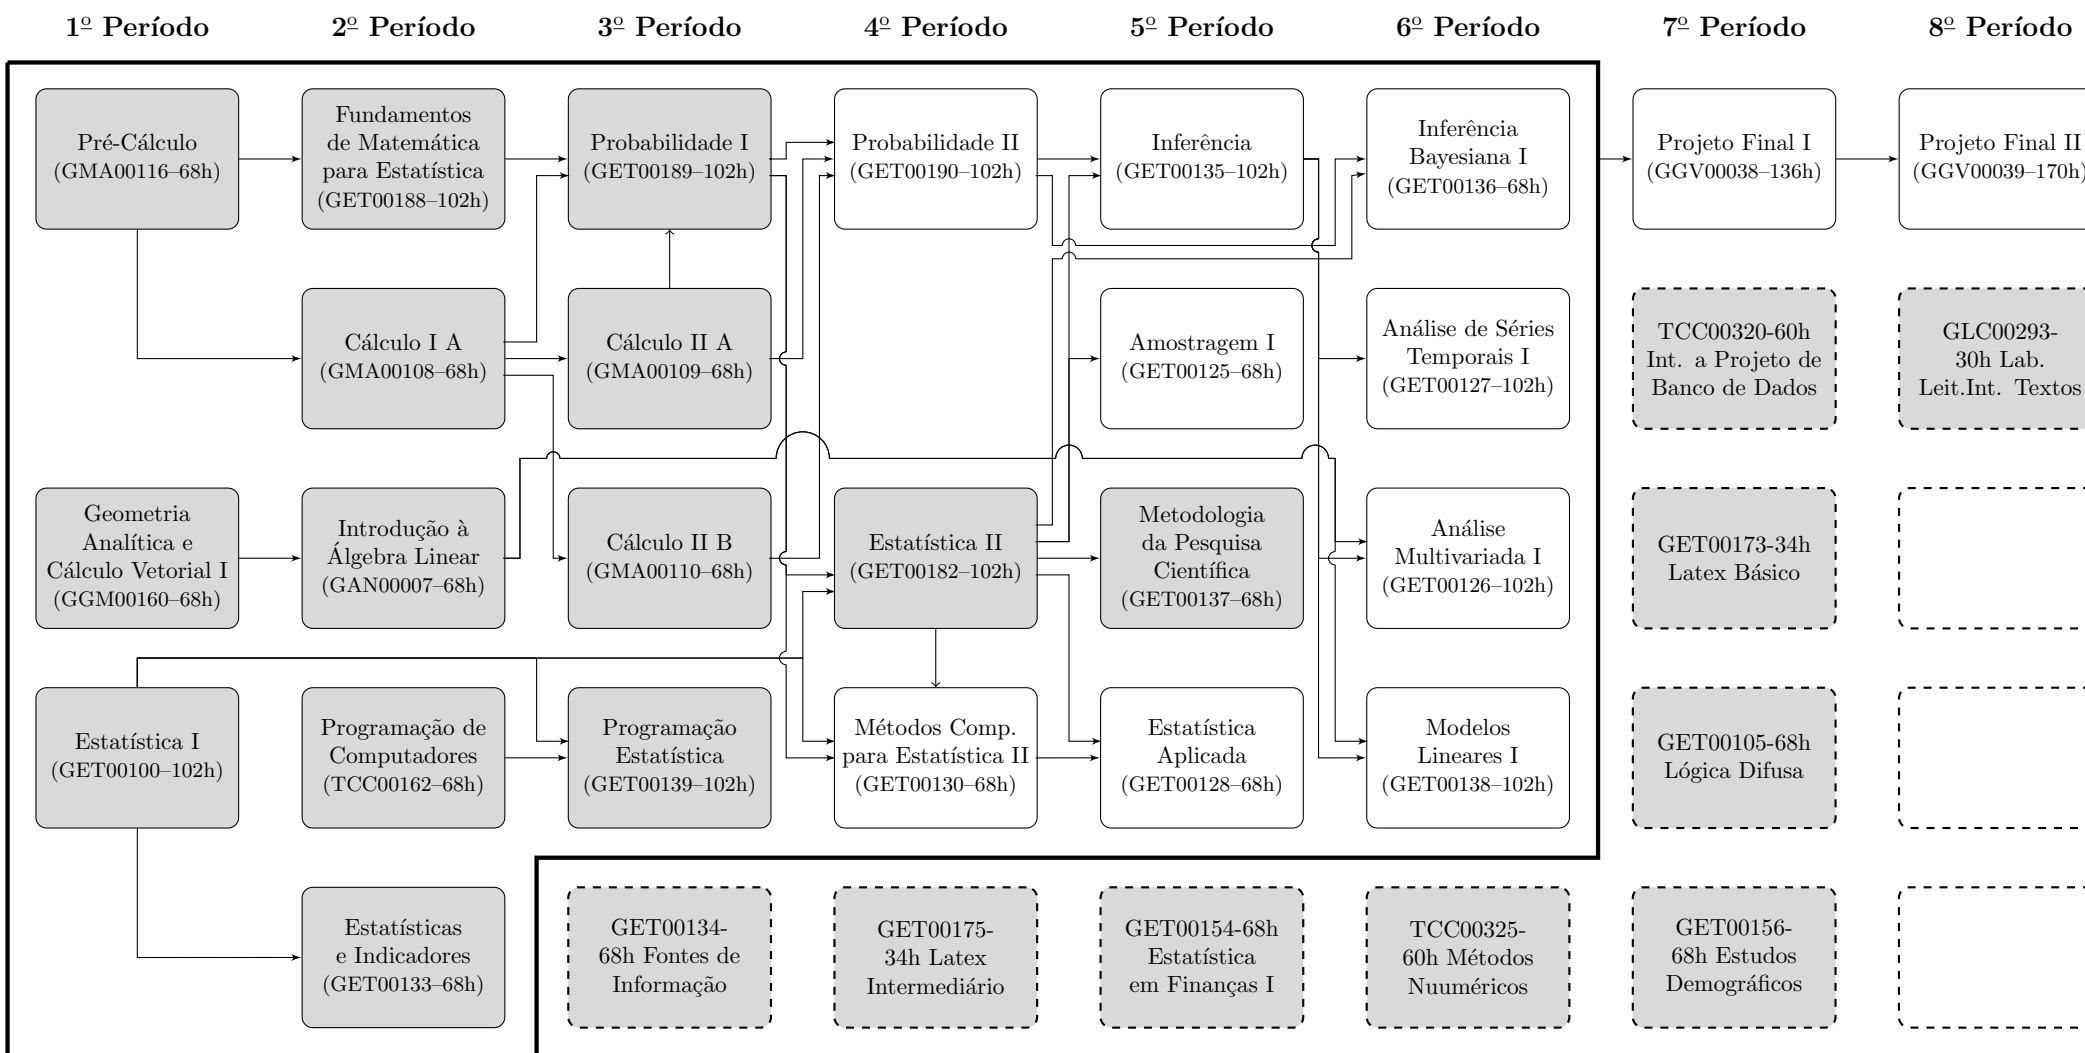 1º Período
2º Período
3º Período
4º Período
5º Período
6º Período
7º Período
8º Período
Pré-Cálculo
(GMA00116–68h)
Fundamentos
de Matemática
para Estatística
(GET00188–102h)
Probabilidade I
(GET00189–102h)
Probabilidade II
(GET00190–102h)
Inferência
(GET00135–102h)
Inferência
Bayesiana I
(GET00136–68h)
Projeto Final I
(GGV00038–136h)
Projeto Final II
(GGV00039–170h)
Cálculo I A
(GMA00108–68h)
Cálculo II A
(GMA00109–68h)
Amostragem I
(GET00125–68h)
Análise de Séries
Temporais I
(GET00127–102h)
TCC00320-60h
Int. a Projeto de
Banco de Dados
GLC00293-
30h Lab.
Leit.Int. Textos
Geometria
Analítica e
Cálculo Vetorial I
(GGM00160–68h)
Introdução à
Álgebra Linear
(GAN00007–68h)
Cálculo II B
(GMA00110–68h)
Estatística II
(GET00182–102h)
Metodologia
da Pesquisa
Científica
(GET00137–68h)
Análise
Multivariada I
(GET00126–102h)
GET00173-34h
Latex Básico
Estatística I
(GET00100–102h)
Programação de
Computadores
(TCC00162–68h)
Programação
Estatística
(GET00139–102h)
Métodos Comp.
para Estatística II
(GET00130–68h)
Estatística
Aplicada
(GET00128–68h)
Modelos
Lineares I
(GET00138–102h)
GET00105-68h
Lógica Difusa
Estatísticas
e Indicadores
(GET00133–68h)
GET00134-
68h Fontes de
Informação
GET00175-
34h Latex
Intermediário
GET00154-68h
Estatística
em Finanças I
TCC00325-
60h Métodos
Nuuméricos
GET00156-
68h Estudos
Demográficos